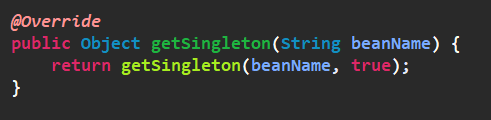 @Override
public Object getSingleton(String beanName) {
    return getSingleton(beanName, true);
}